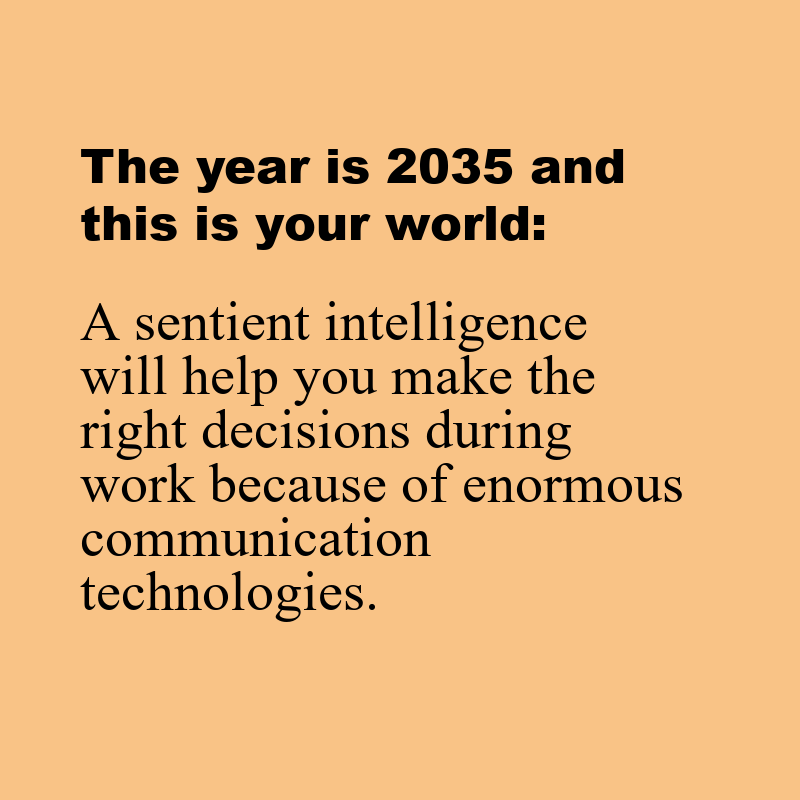 The year is 2035 and
this is your world:
A sentient intelligence
will help you make the
right decisions during
work because of enormous
communication
technologies.